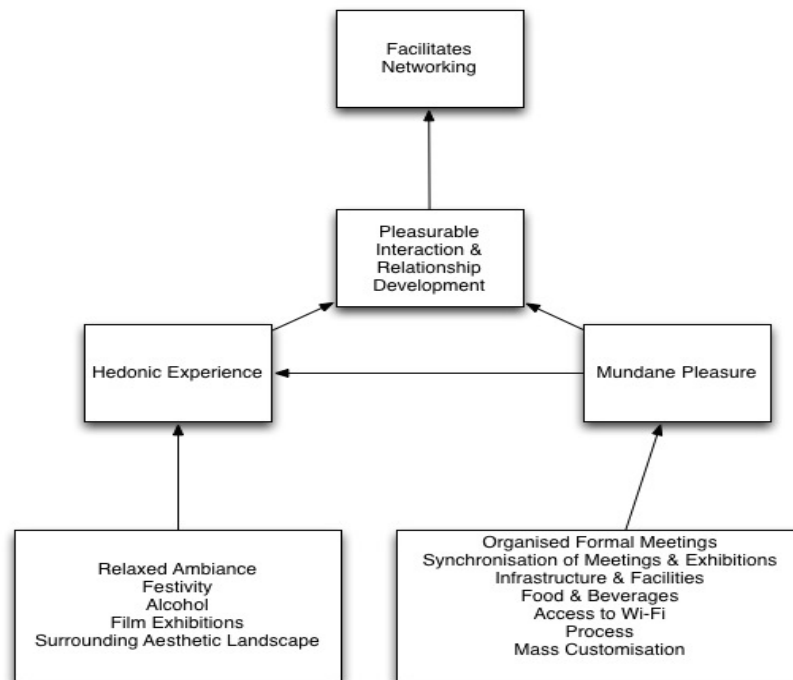 Facilitates
Networking
Pleasurable
Interaction &
Relationship
Development
Hedonic Experience
Mundane Pleasure
Relaxed Ambiance
Festivity
Alcohol
Film Exhibitions
Surrounding Aesthetic Landscape
Organised Formal Meetings
Synchronisation of Meetings & Exhibitions
Infrastructure & Facilities
Food & Beverages
Access to Wi-Fi
Process
Mass Customisation